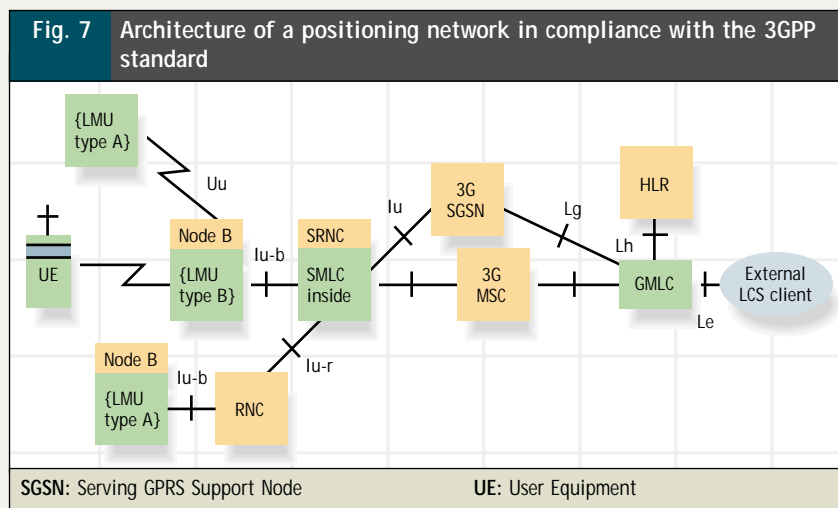 Fig. 7
Architecture of a positioning network in compliance with the 3GPP
standard
{LMU
type A}
Uu
UE
Node B
{LMU
type B}
Iu-b
SRNC
SMLC
inside
Iu
3G
SGSN
Lg
HLR
Lh
3G
MSC
GMLC
Le
External
LCS client
Node B
{LMU
type A}
Iu-b
RNC
Iu-r
SGSN: Serving GPRS Support Node
UE: User Equipment